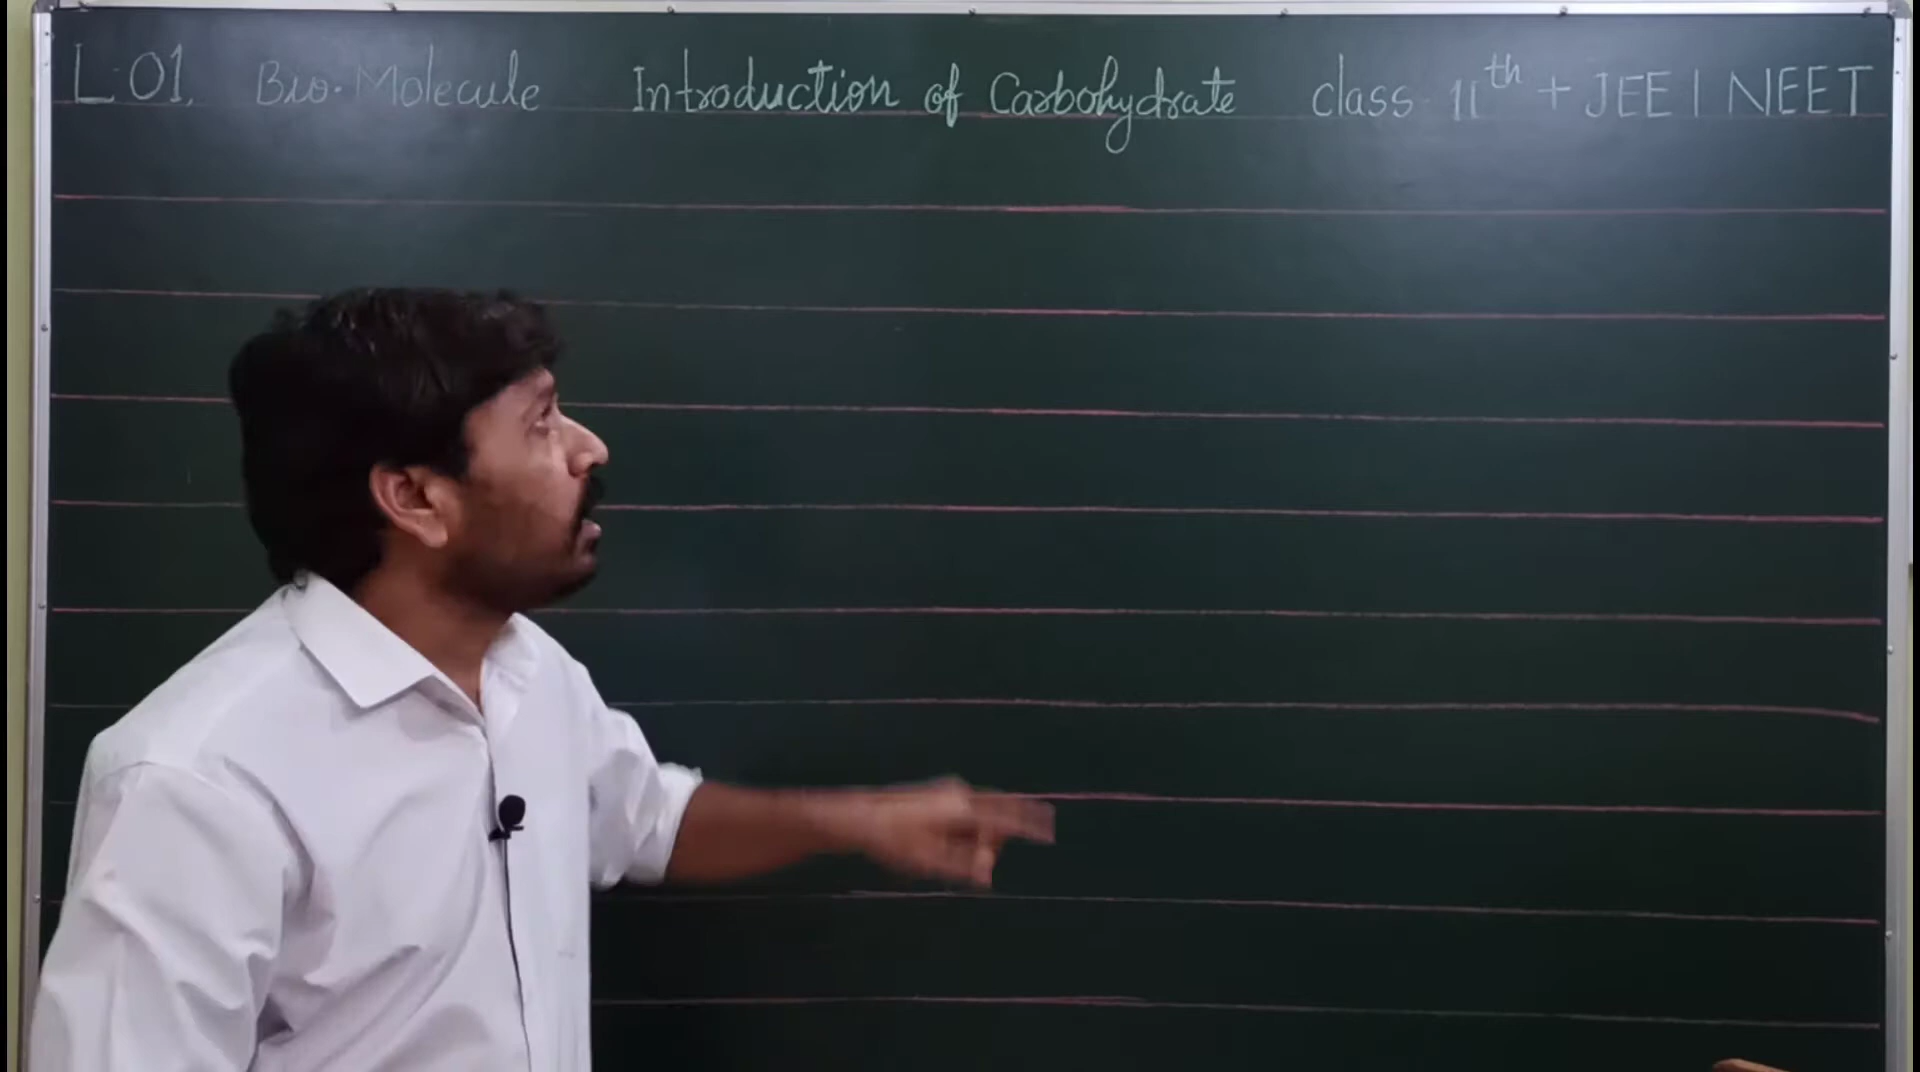 L:01. Bio-Molecule Introduction of Carbohydrate class 11th + JEE | NEET